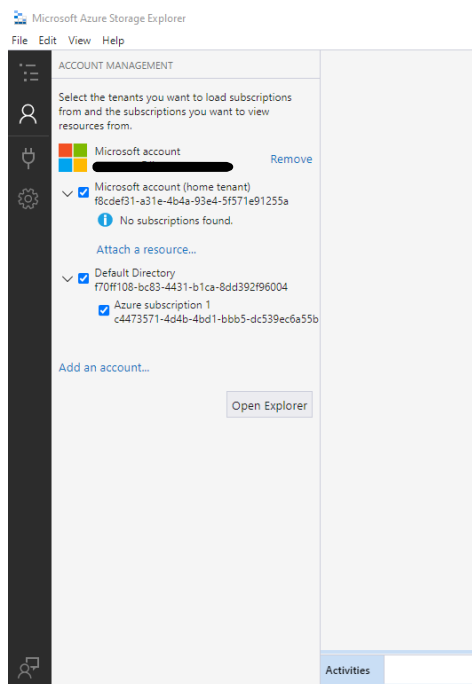 Microsoft Azure Storage Explorer
File Edit View Help
ACCOUNT MANAGEMENT
Select the tenants you want to load subscriptions
from and the subscriptions you want to view
resources from.
Microsoft account
Remove
Microsoft account (home tenant)
f8cdef31-a31e-4b4a-93e4-5f571e91255a
No subscriptions found.
Attach a resource...
Default Directory
f70ff108-bc83-4431-b1ca-8dd392f96004
Azure subscription 1
c4473571-4d4b-4bd1-bbb5-dc539ec6a55b
Add an account...
Open Explorer
Activities